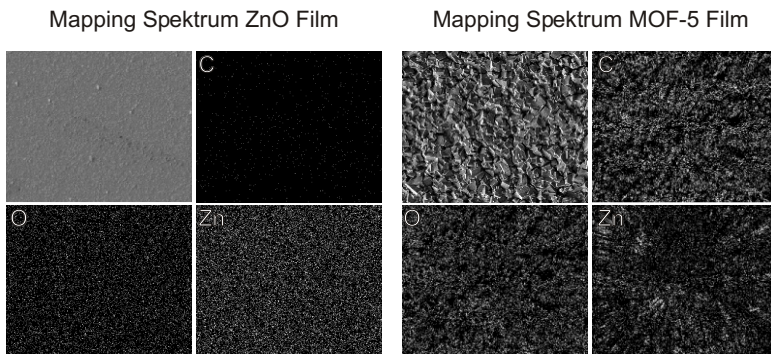 Mapping Spektrum ZnO Film
Mapping Spektrum MOF-5 Film
C
C
O
Zn
O
Zn